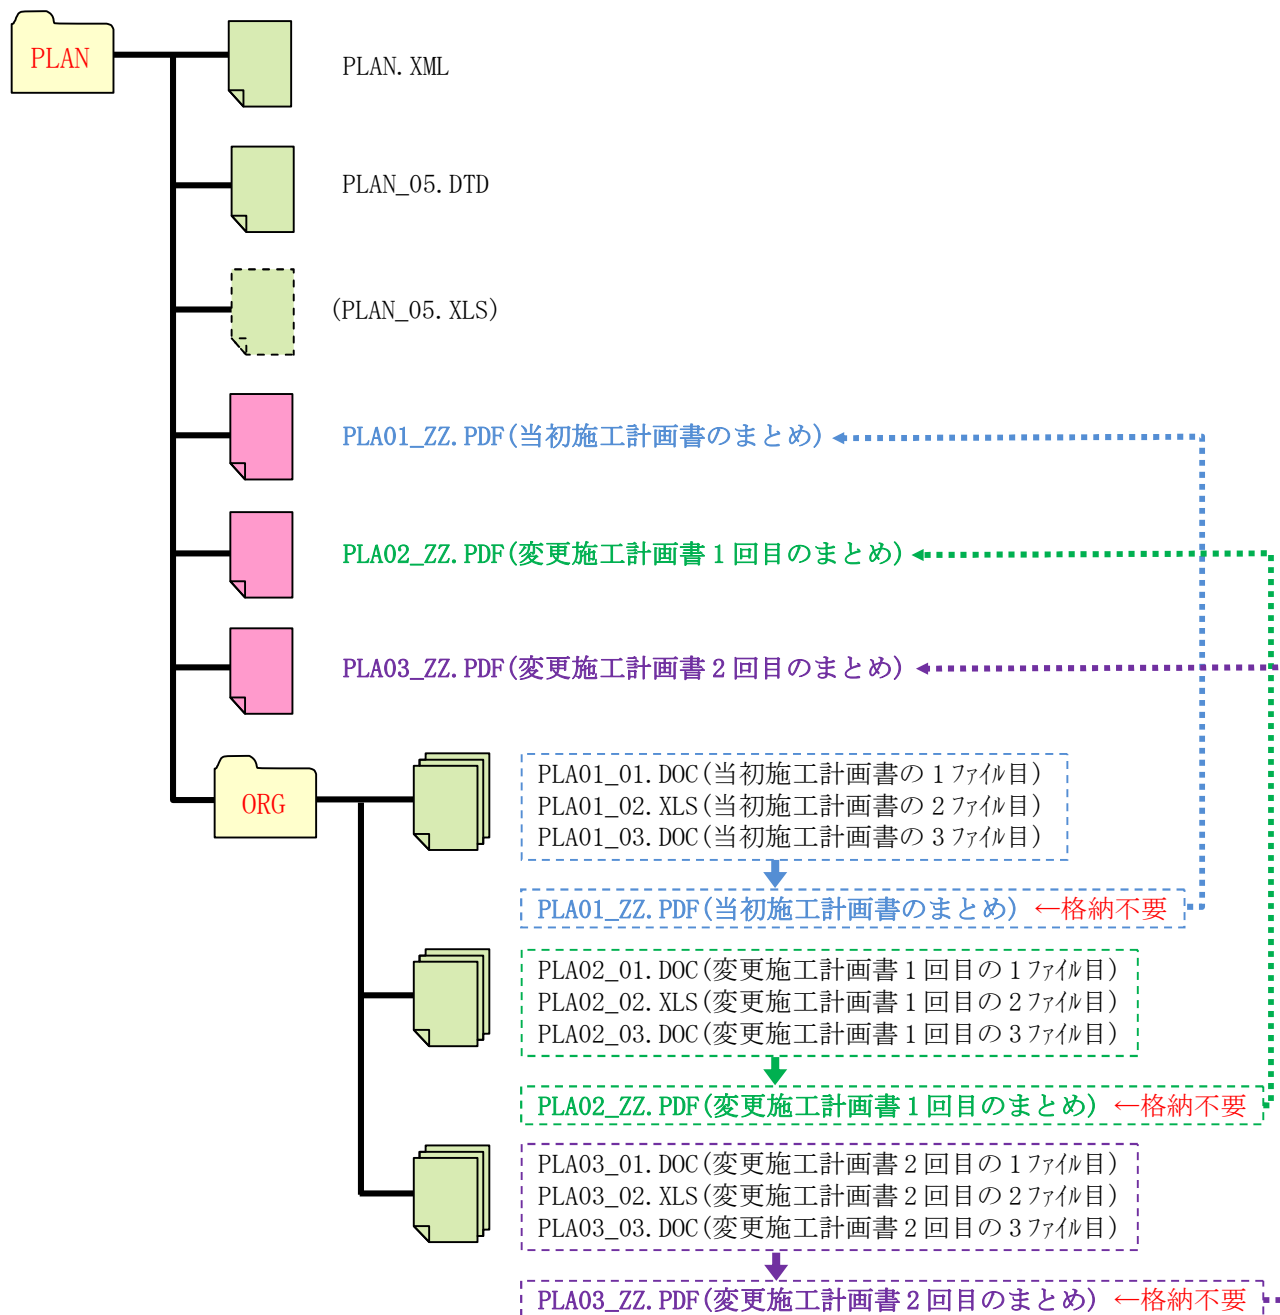 PLAN
PLAN.XML
PLAN_05.DTD
(PLAN_05.XLS)
PLA01_ZZ.PDF(当初施工計画書のまとめ)
PLA02_ZZ.PDF(変更施工計画書1回目のまとめ)
PLA03_ZZ.PDF(変更施工計画書2回目のまとめ)
ORG
PLA01_01.DOC(当初施工計画書の1ファイル目)
PLA01_02.XLS(当初施工計画書の2ファイル目)
PLA01_03.DOC(当初施工計画書の3ファイル目)
PLA01_ZZ.PDF(当初施工計画書のまとめ) ←格納不要
PLA02_01.DOC(変更施工計画書1回目の1ファイル目)
PLA02_02.XLS(変更施工計画書1回目の2ファイル目)
PLA02_03.DOC(変更施工計画書1回目の3ファイル目)
PLA02_ZZ.PDF(変更施工計画書1回目のまとめ) ←格納不要
PLA03_01.DOC(変更施工計画書2回目の1ファイル目)
PLA03_02.XLS(変更施工計画書2回目の2ファイル目)
PLA03_03.DOC(変更施工計画書2回目の3ファイル目)
PLA03_ZZ.PDF(変更施工計画書2回目のまとめ) ←格納不要